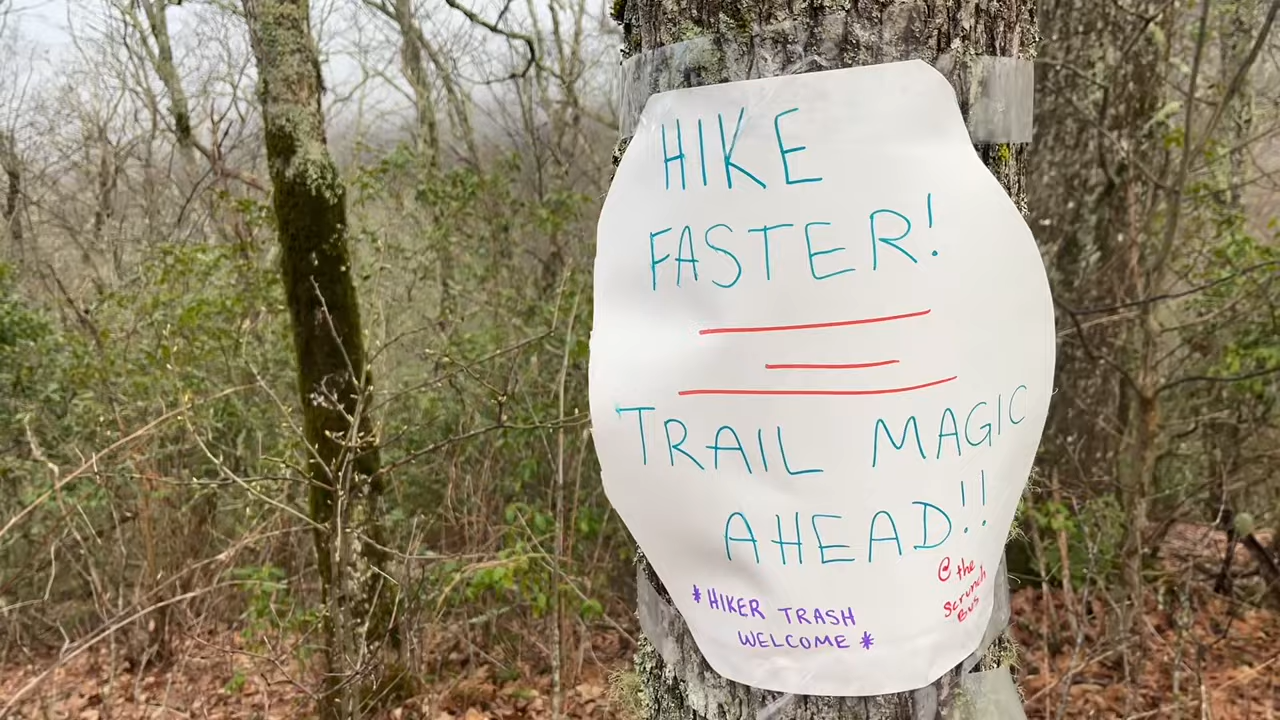 HIKE
FASTER!
TRAIL MAGIC
AHEAD!!
@ the
Scrunch
Bus
*HIKER TRASH
WELCOME*